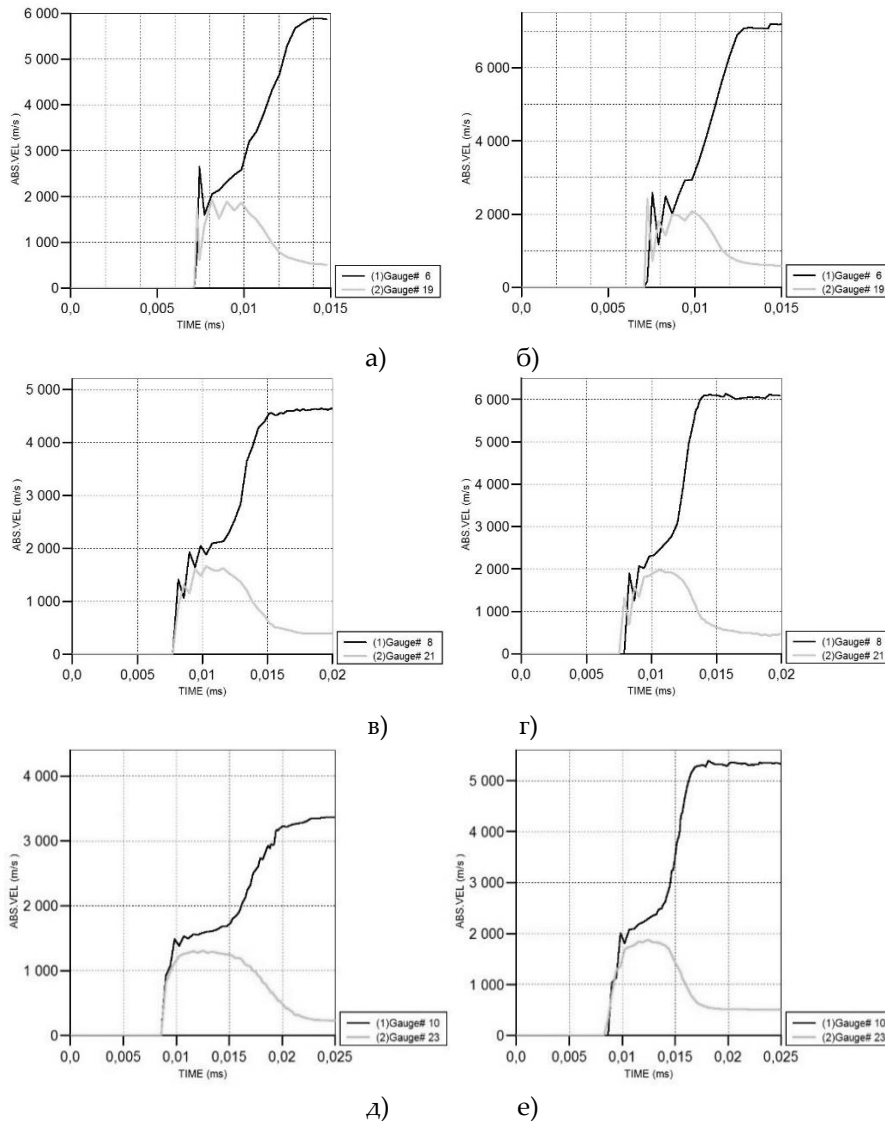 6 000
5 000
4 000
3 000
2 000
1 000
0
ABS.VEL (m/s)
0,0
0,005
0,01
0,015
TIME (ms)
(1)Gauge# 6
(2)Gauge# 19
а)
6 000
4 000
2 000
0
ABS.VEL (m/s)
0,0
0,005
0,01
0,015
TIME (ms)
(1)Gauge# 6
(2)Gauge# 19
б)
5 000
4 000
3 000
2 000
1 000
0
ABS.VEL (m/s )
0,0
0,005
0,01
0,015
0,02
TIME (ms)
(1)Gauge# 8
(2)Gauge# 21
в)
6 000
5 000
4 000
3 000
2 000
1 000
0
ABS.VEL (m/s )
0,0
0,005
0,01
0,015
0,02
TIME (ms)
(1)Gauge# 8
(2)Gauge# 21
г)
4 000
3 000
2 000
1 000
0
ABS.VEL (m/s )
0,0
0,005
0,01
0,015
0,02
0,025
TIME (ms)
(1)Gauge# 10
(2)Gauge# 23
д)
5 000
4 000
3 000
2 000
1 000
0
ABS.VEL (m/s )
0,0
0,005
0,01
0,015
0,02
0,025
TIME (ms)
(1)Gauge# 10
(2)Gauge# 23
е)